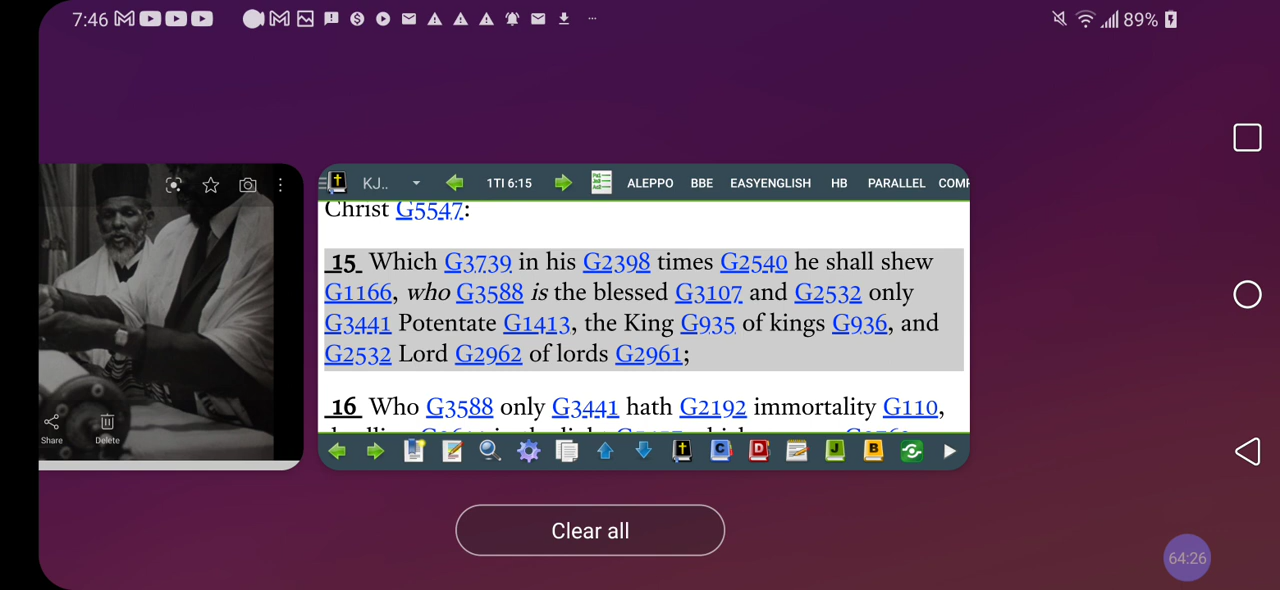 7:46
89%
KJ..
1TI 6:15
ALEPPO BBE EASYENGLISH HB PARALLEL
Christ G5547:
15 Which G3739 in his G2398 times G2540 he shall shew
G1166, who G3588 is the blessed G3107 and G2532 only
G3441 Potentate G1413, the King G935 of kings G936, and
G2532 Lord G2962 of lords G2961;
16 Who G3588 only G3441 hath G2192 immortality G110,
Share
Delete
Clear all
64:26